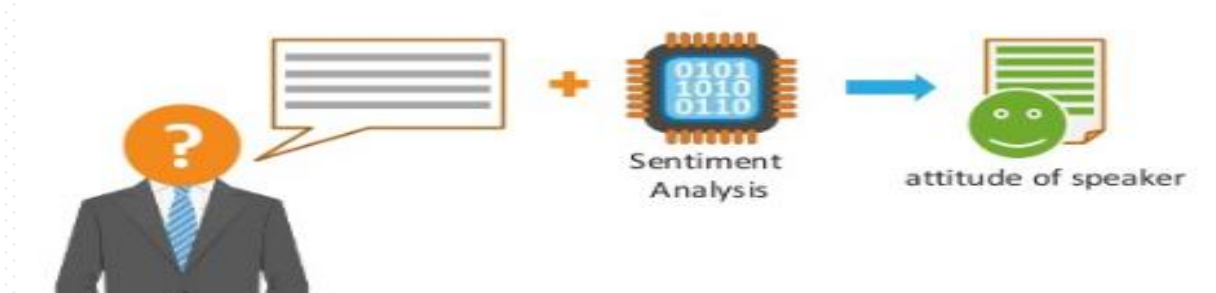 ?
0101
1010
0110
Sentiment
Analysis
attitude of speaker